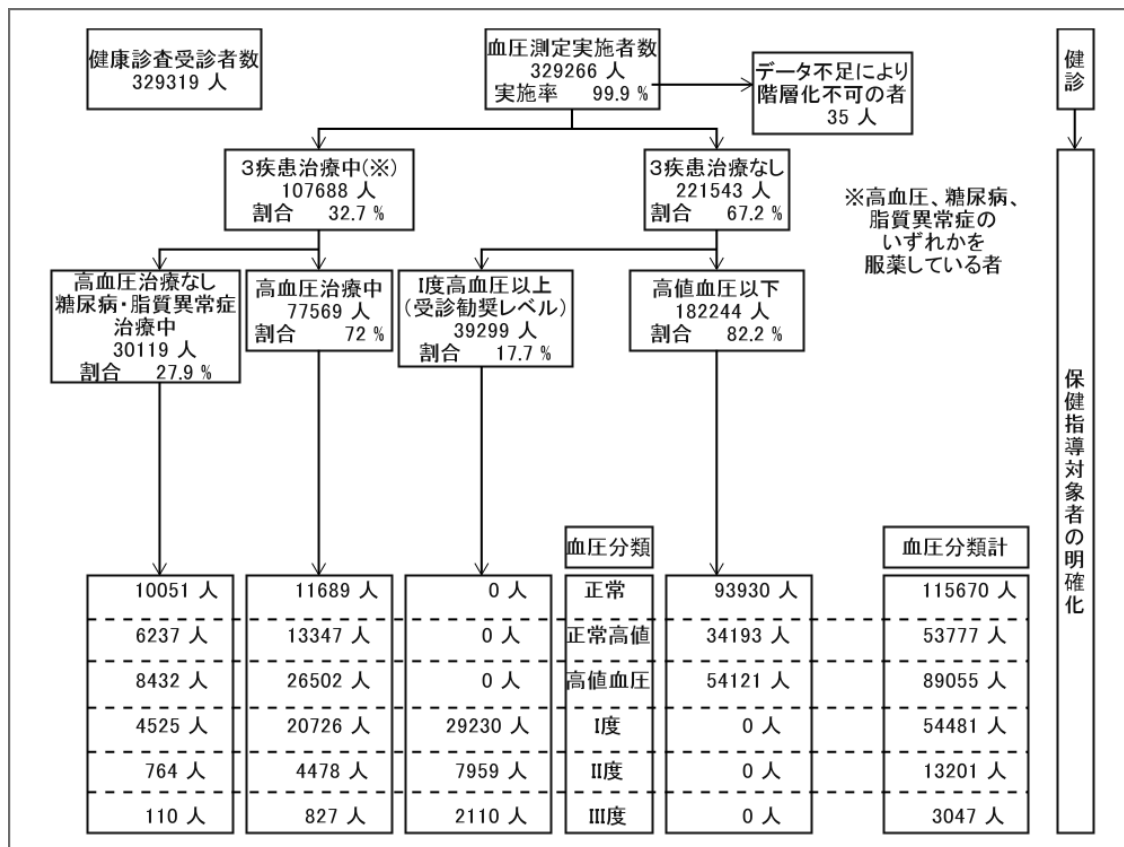 健康診査受診者数
329319 人
血圧測定実施者数
329266 人
実施率 99.9 %
データ不足により
階層化不可の者
35 人
健診
3疾患治療中(※)
107688 人
割合 32.7 %
3疾患治療なし
221543 人
割合 67.2 %
※高血圧、糖尿病、
脂質異常症の
いずれかを
服薬している者
高血圧治療なし
糖尿病・脂質異常症
治療中
30119 人
割合 27.9 %
高血圧治療中
77569 人
割合 72 %
I度高血圧以上
(受診勧奨レベル)
39299 人
割合 17.7 %
高値血圧以下
182244 人
割合 82.2 %
保健指導対象者の明確化
血圧分類
血圧分類計
10051 人 11689 人 0 人 正常 93930 人 115670 人
6237 人 13347 人 0 人 正常高値 34193 人 53777 人
8432 人 26502 人 0 人 高値血圧 54121 人 89055 人
4525 人 20726 人 29230 人 I度 0 人 54481 人
764 人 4478 人 7959 人 II度 0 人 13201 人
110 人 827 人 2110 人 III度 0 人 3047 人